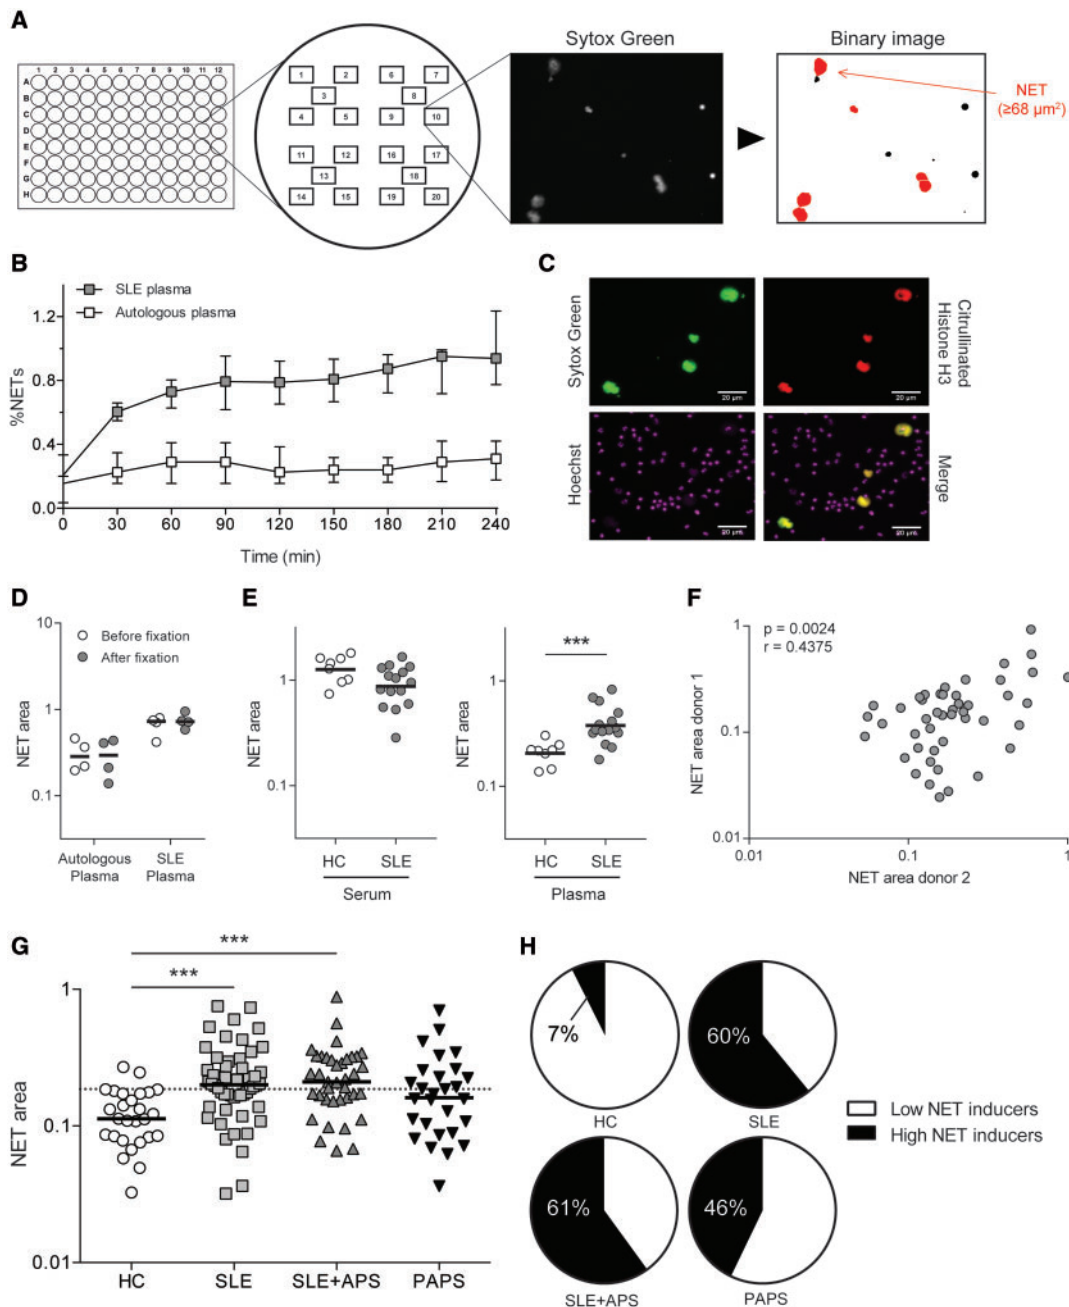 A
Sytox Green
Binary image
1 2 3 4 5 6 7 8 9 10 11 12
A
B
C
D
E
F
G
H
1 2 6 7
3 8
4 5 9 10
11 12 16 17
13 18
14 15 19 20
NET
(≥68 μm²)
B
SLE plasma
Autologous plasma
%NETs
1.2
0.8
0.4
0.0
0 30 60 90 120 150 180 210 240
Time (min)
C
Sytox Green
Citrullinated
Histone H3
20 μm
20 μm
Hoechst
Merge
20 μm
20 μm
D
Before fixation
After fixation
NET area
10
1
0.1
Autologous
Plasma
SLE
Plasma
E
NET area
1
0.1
HC SLE
Serum
***
NET area
1
0.1
HC SLE
Plasma
F
p = 0.0024
r = 0.4375
NET area donor 1
1
0.1
0.01
0.01 0.1 1
NET area donor 2
G
***
***
NET area
1
0.1
0.01
HC SLE SLE+APS PAPS
H
7%
HC
60%
SLE
61%
SLE+APS
46%
PAPS
Low NET inducers
High NET inducers